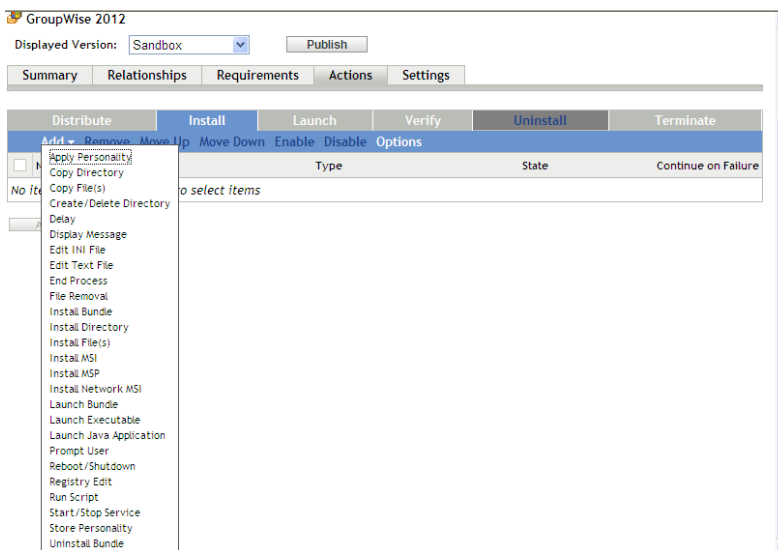 GroupWise 2012
Displayed Version: Sandbox Publish
Summary Relationships Requirements Actions Settings
Distribute Install Launch Verify Uninstall Terminate
Add Remove Move Up Move Down Enable Disable Options
Type State Continue on Failure
No to select items
Apply Personality
Copy Directory
Copy File(s)
Create/Delete Directory
Delay
Display Message
Edit INI File
Edit Text File
End Process
File Removal
Install Bundle
Install Directory
Install File(s)
Install MSI
Install MSP
Install Network MSI
Launch Bundle
Launch Executable
Launch Java Application
Prompt User
Reboot/Shutdown
Registry Edit
Run Script
Start/Stop Service
Store Personality
Uninstall Bundle